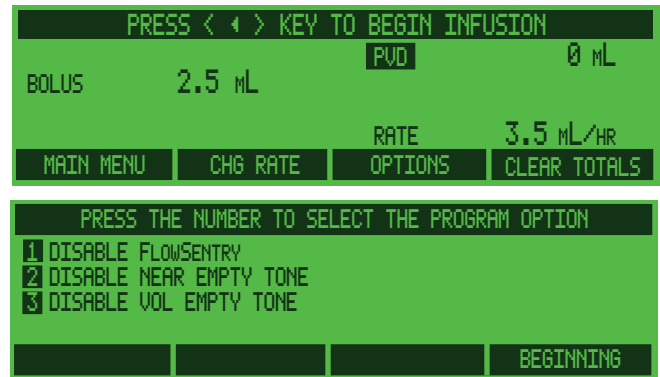 PRESS < ◂ > KEY TO BEGIN INFUSION
PVD 0 mL
BOLUS 2.5 mL
RATE 3.5 mL/HR
MAIN MENU CHG RATE OPTIONS CLEAR TOTALS
PRESS THE NUMBER TO SELECT THE PROGRAM OPTION
1 DISABLE FLOWSENTRY
2 DISABLE NEAR EMPTY TONE
3 DISABLE VOL EMPTY TONE
BEGINNING